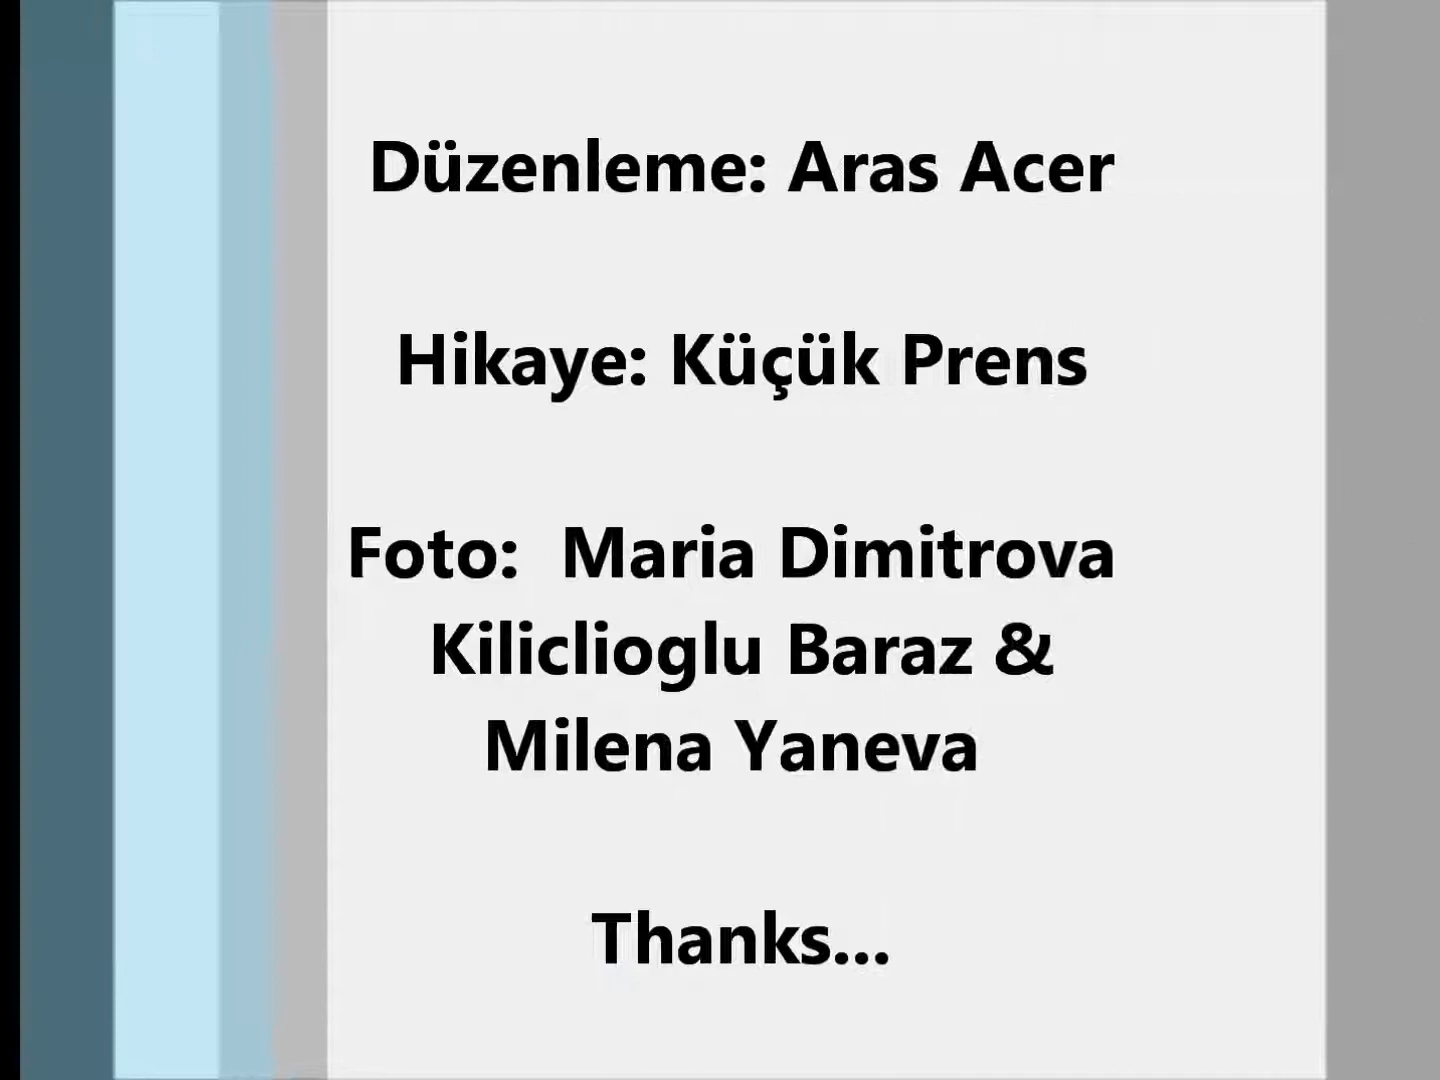 Düzenleme: Aras Acer
Hikaye: Küçük Prens
Foto:  Maria Dimitrova
Kiliclioglu Baraz &
Milena Yaneva
Thanks...